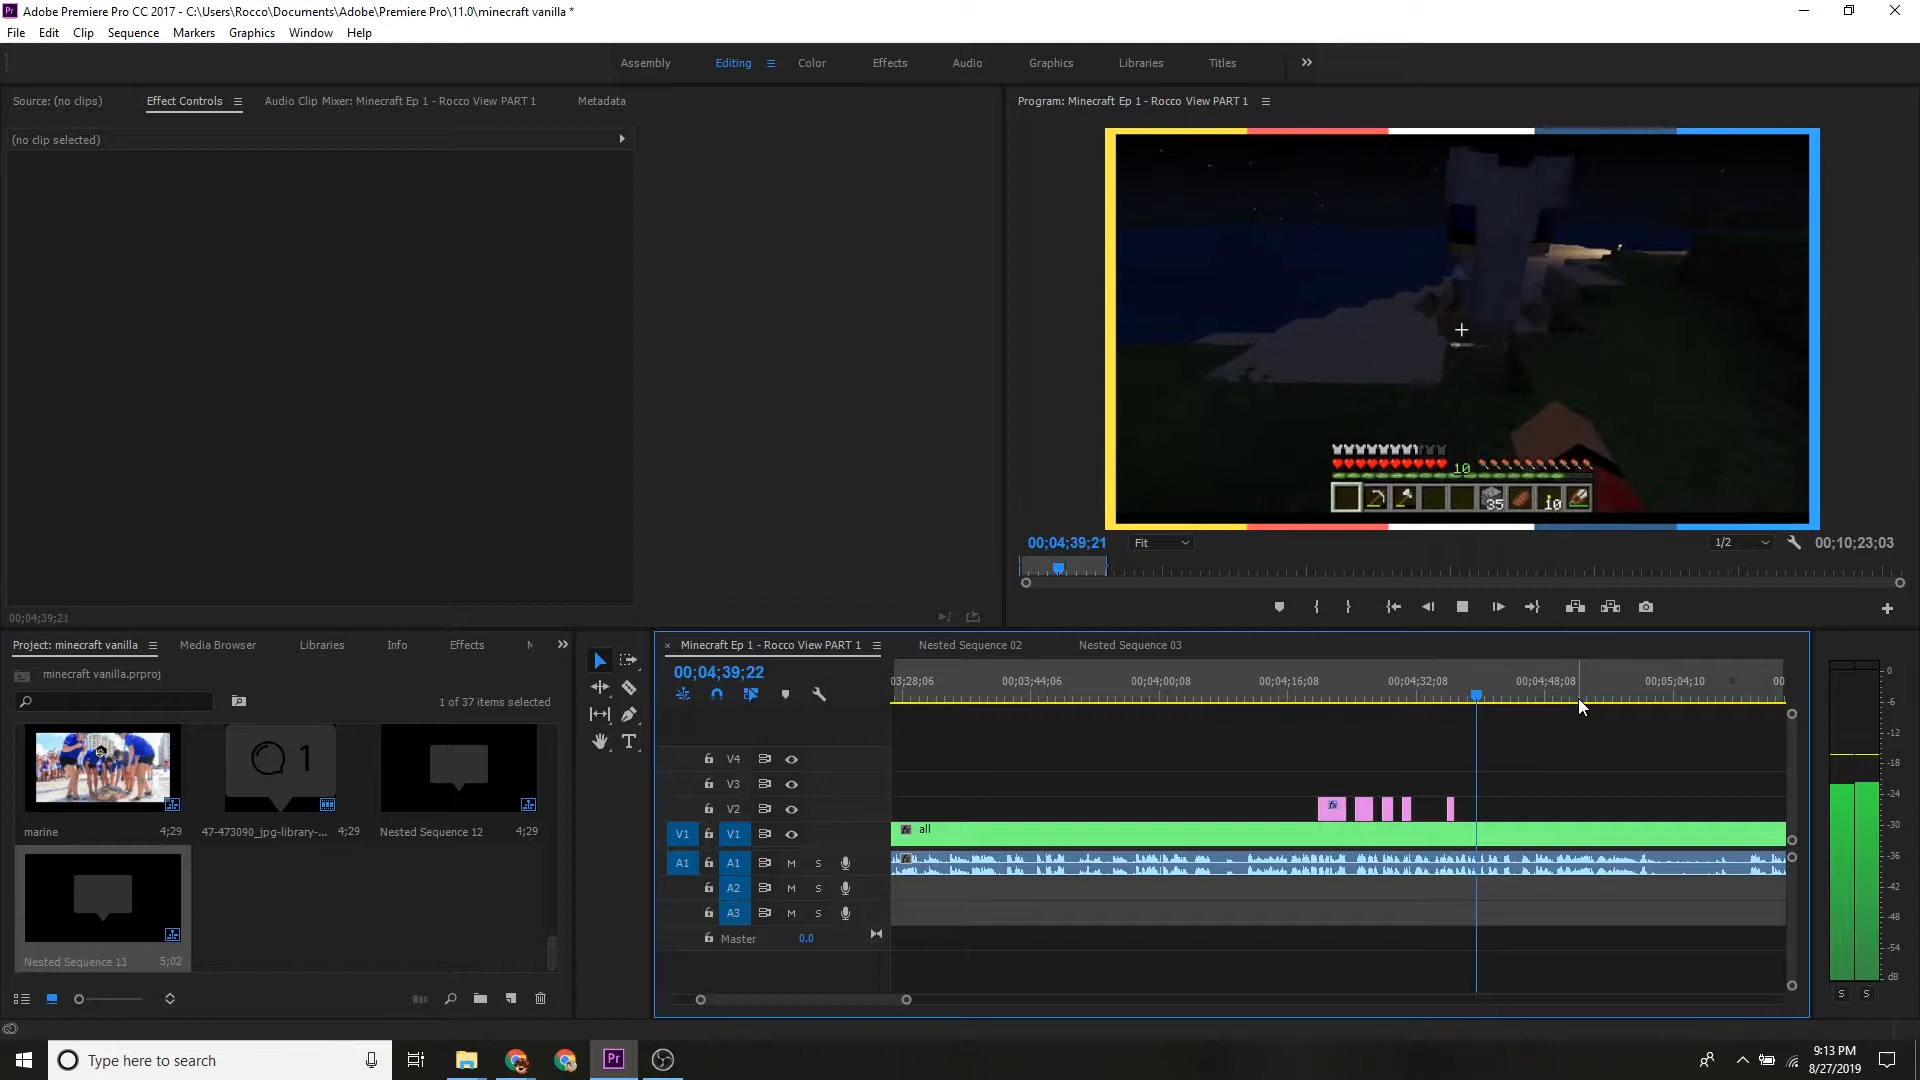 Adobe Premiere Pro CC 2017 - C:\Users\Rocco\Documents\Adobe\Premiere Pro\11.0\minecraft vanilla *
File Edit Clip Sequence Markers Graphics Window Help
Assembly Editing Color Effects Audio Graphics Libraries Titles
Source: (no clips) Effect Controls Audio Clip Mixer: Minecraft Ep 1 - Rocco View PART 1 Metadata
Program: Minecraft Ep 1 - Rocco View PART 1
(no clip selected)
10
35 10
00;04;39;21 Fit 1/2 00;10;23;03
00;04;39;21
Project: minecraft vanilla Media Browser Libraries Info Effects
minecraft vanilla.prproj
1 of 37 items selected
1
marine 4;29
47-473090_jpg-library-... 4;29
Nested Sequence 12 4;29
Nested Sequence 13 5;02
Minecraft Ep 1 - Rocco View PART 1 Nested Sequence 02 Nested Sequence 03
00;04;39;22
03;28;06 00;03;44;06 00;04;00;08 00;04;16;08 00;04;32;08 00;04;48;08 00;05;04;10 00
V4
V3
V2 fx
V1 V1 fx all
A1 A1 M S fx
A2 M S
A3 M S
Master 0.0
0
-6
-12
-18
-24
-30
-36
-42
-48
-54
dB
S S
Type here to search
Pr
9:13 PM
8/27/2019